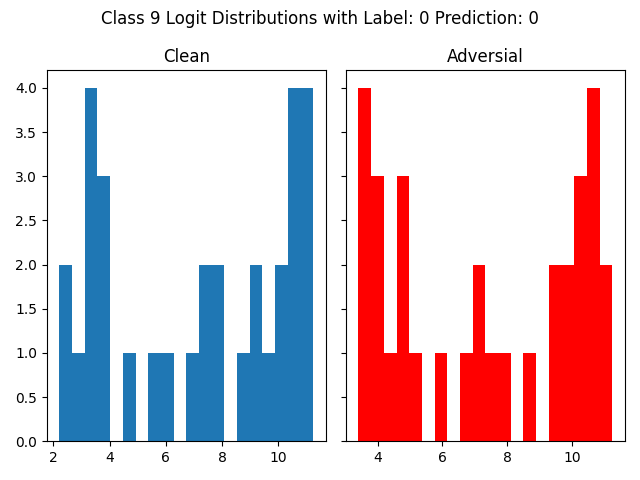 Class 9 Logit Distributions with Label: 0 Prediction: 0
Clean
Adversial
4.0
3.5
3.0
2.5
2.0
1.5
1.0
0.5
0.0
2 4 6 8 10
4 6 8 10